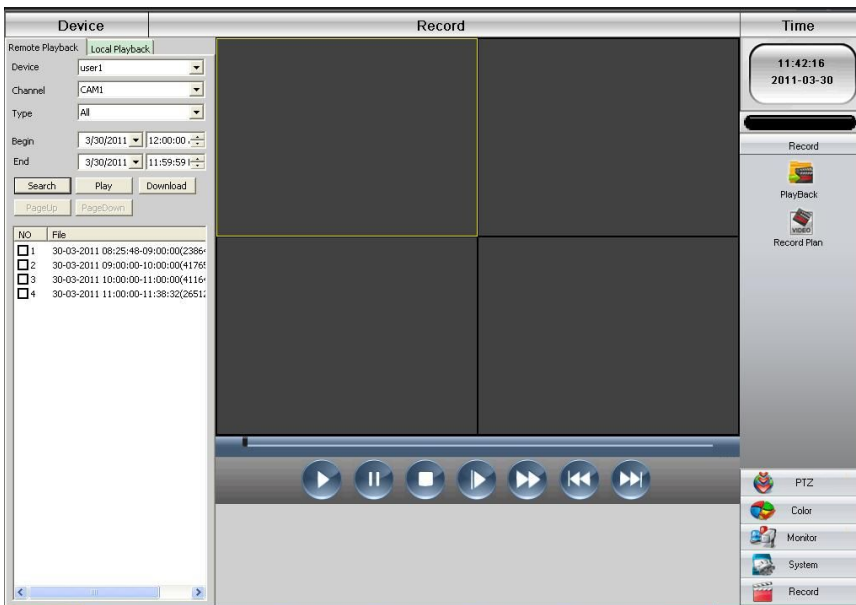 Device
Record
Time
Remote Playback
Local Playback
Device
user1
Channel
CAM1
Type
All
Begin
3/30/2011
12:00:00
End
3/30/2011
11:59:59
Search
Play
Download
PageUp
PageDown
NO
File
1 30-03-2011 08:25:48-09:00:00(2386
2 30-03-2011 09:00:00-10:00:00(4176
3 30-03-2011 10:00:00-11:00:00(4116
4 30-03-2011 11:00:00-11:38:32(2651
11:42:16
2011-03-30
Record
PlayBack
VIDEO
Record Plan
PTZ
Color
Monitor
System
Record